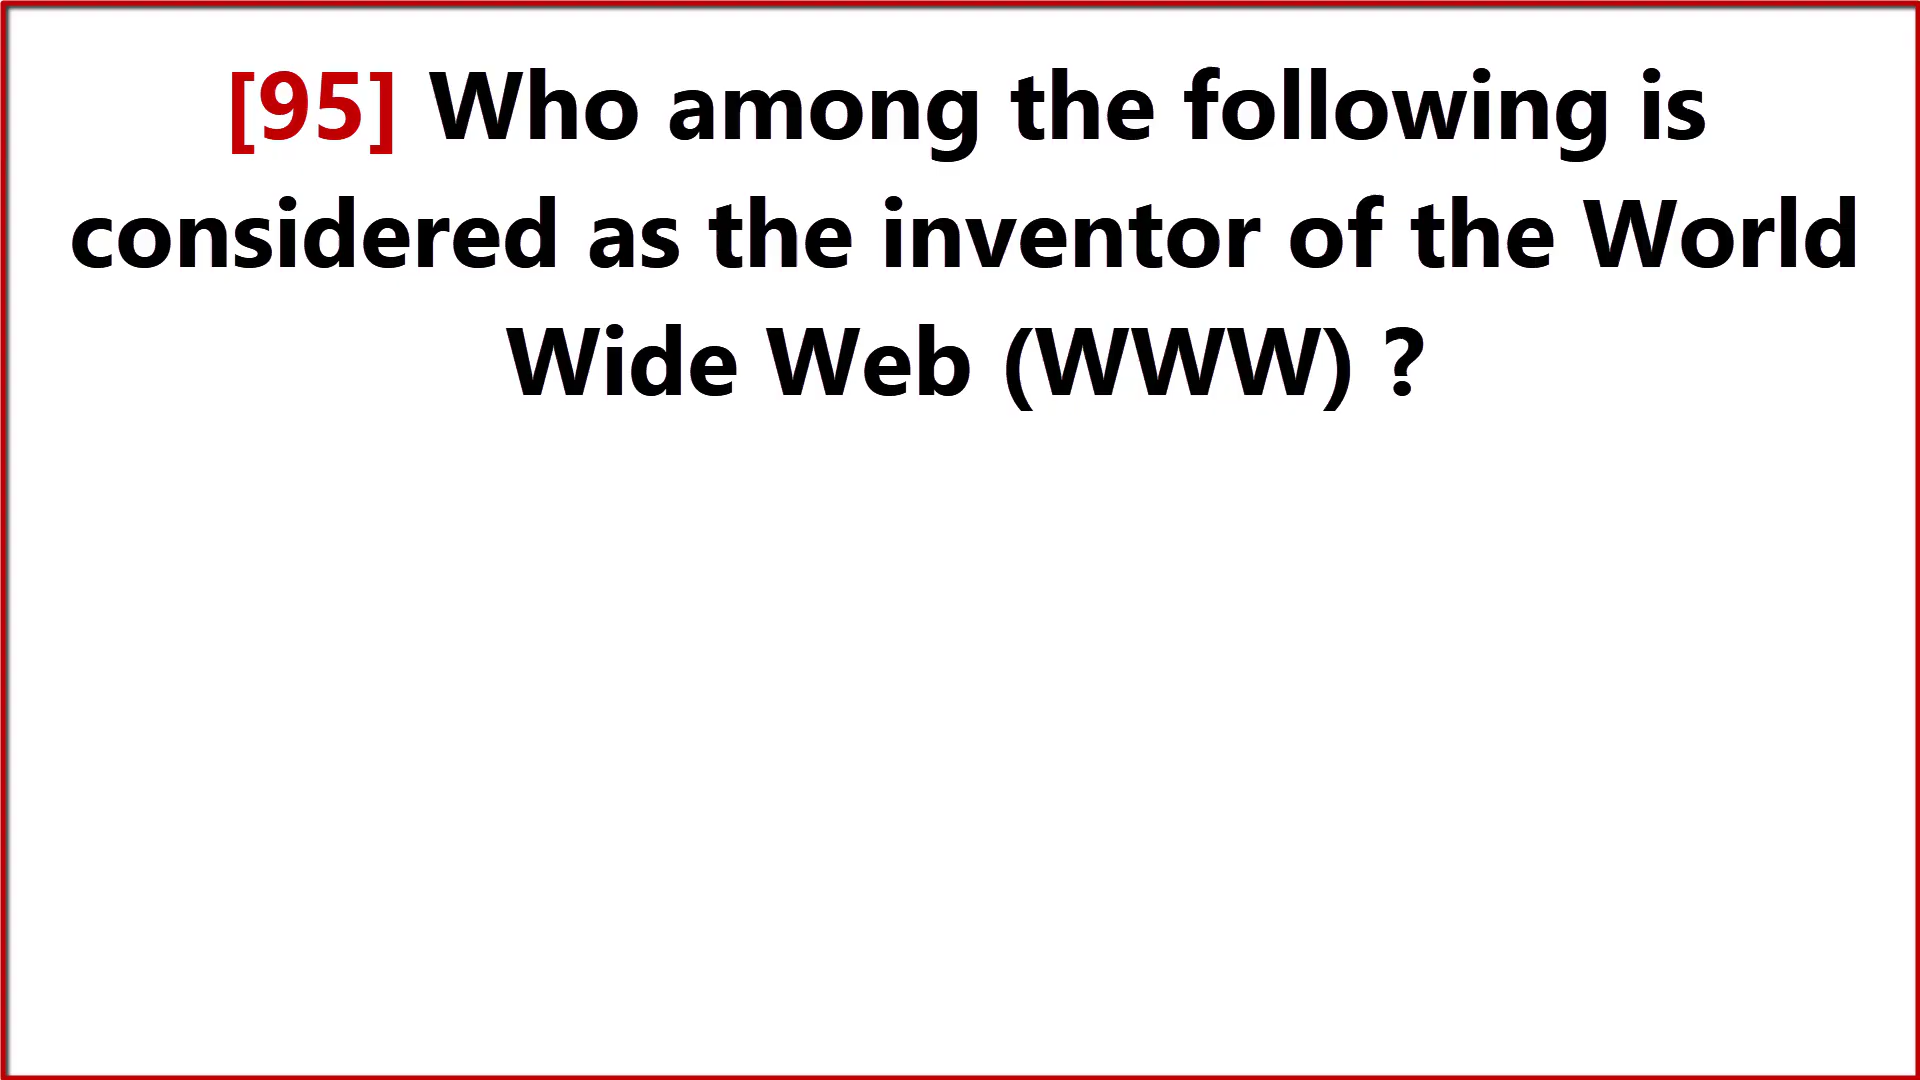 [95] Who among the following is
considered as the inventor of the World
Wide Web (WWW) ?